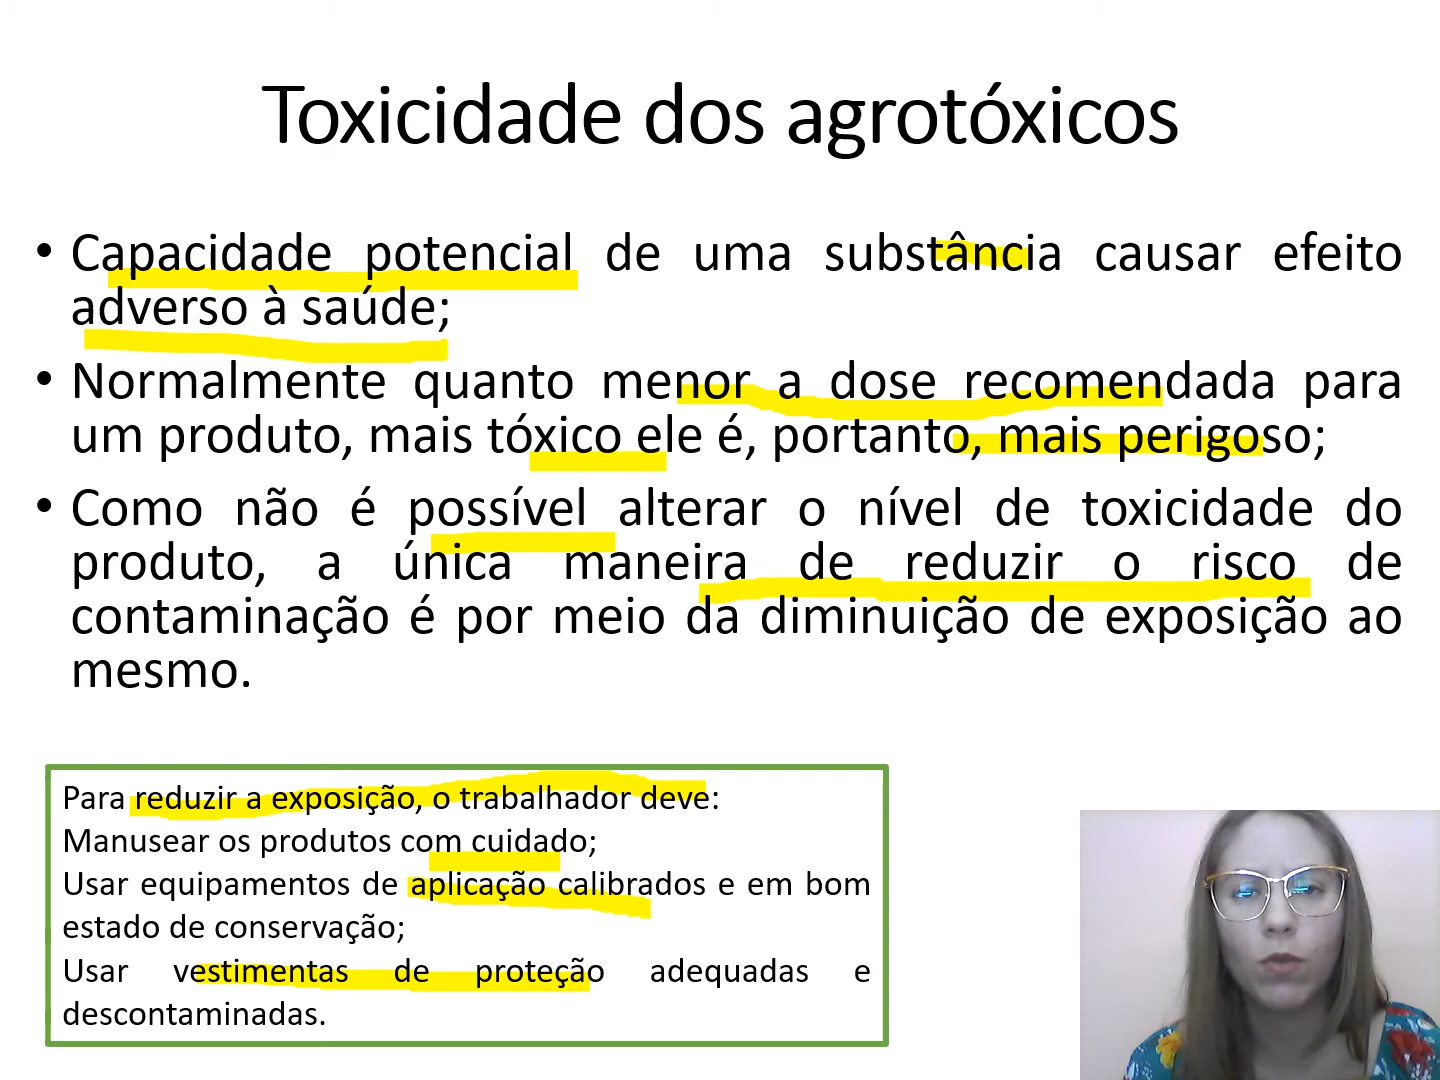 Toxicidade dos agrotóxicos
• Capacidade potencial de uma substância causar efeito
adverso à saúde;
• Normalmente quanto menor a dose recomendada para
um produto, mais tóxico ele é, portanto, mais perigoso;
• Como não é possível alterar o nível de toxicidade do
produto, a única maneira de reduzir o risco de
contaminação é por meio da diminuição de exposição ao
mesmo.
Para reduzir a exposição, o trabalhador deve:
Manusear os produtos com cuidado;
Usar equipamentos de aplicação calibrados e em bom
estado de conservação;
Usar vestimentas de proteção adequadas e
descontaminadas.